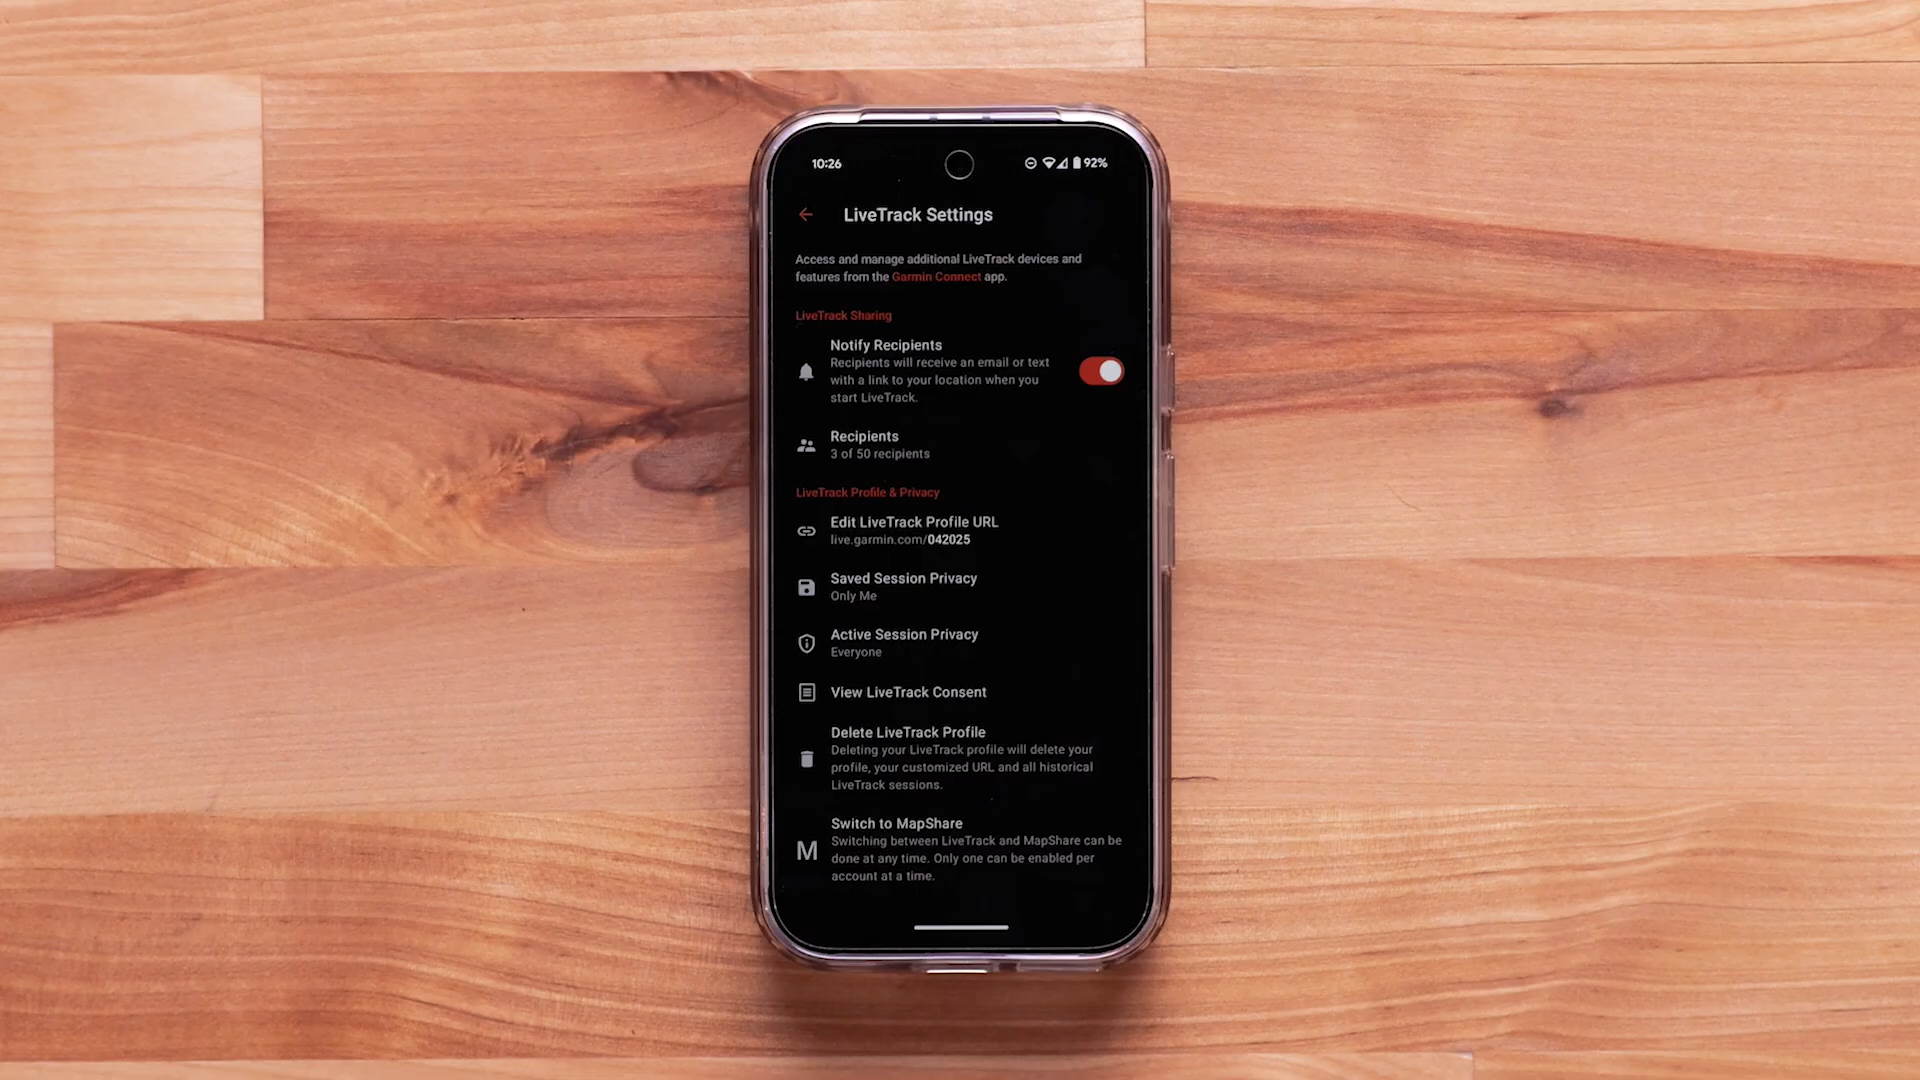 10:26
92%
LiveTrack Settings
Access and manage additional LiveTrack devices and
features from the Garmin Connect app.
LiveTrack Sharing
Notify Recipients
Recipients will receive an email or text
with a link to your location when you
start LiveTrack.
Recipients
3 of 50 recipients
LiveTrack Profile & Privacy
Edit LiveTrack Profile URL
live.garmin.com/042025
Saved Session Privacy
Only Me
Active Session Privacy
Everyone
View LiveTrack Consent
Delete LiveTrack Profile
Deleting your LiveTrack profile will delete your
profile, your customized URL and all historical
LiveTrack sessions.
M
Switch to MapShare
Switching between LiveTrack and MapShare can be
done at any time. Only one can be enabled per
account at a time.